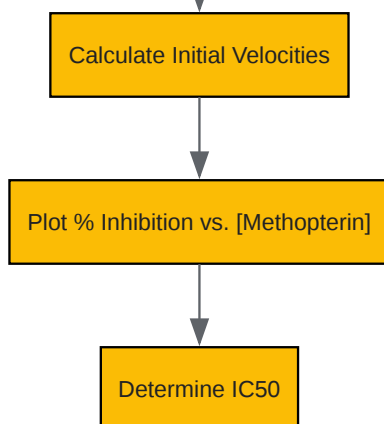 Calculate Initial Velocities
Plot % Inhibition vs. [Methopterin]
Determine IC50